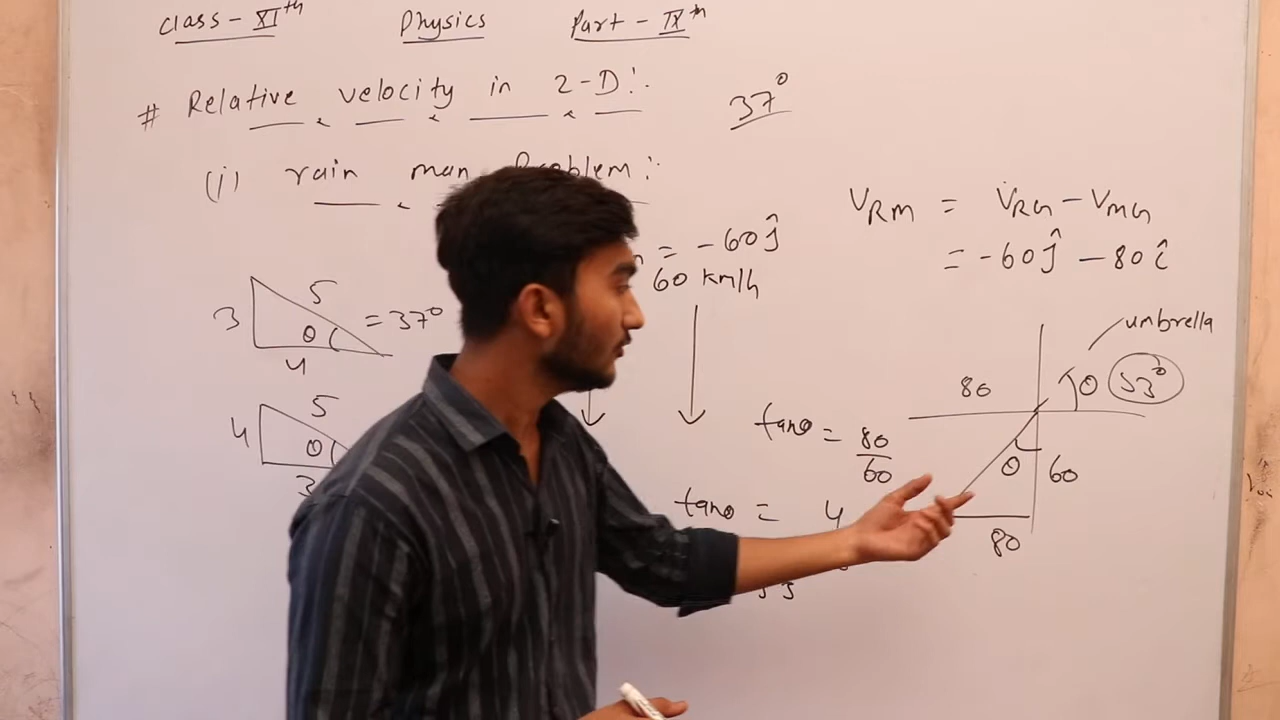 class - XIth Physics Part - IXth
# Relative velocity in 2-D :
37°
(i) rain man Problem :
= -60ĵ
60 km/h
VRM = VRG - VMG
= -60ĵ - 80î
umbrella
3 5 θ = 37°
4
80 θ 53°
4 5 θ
3
tanθ = 80/60
θ 60
tanθ = 4
80
53